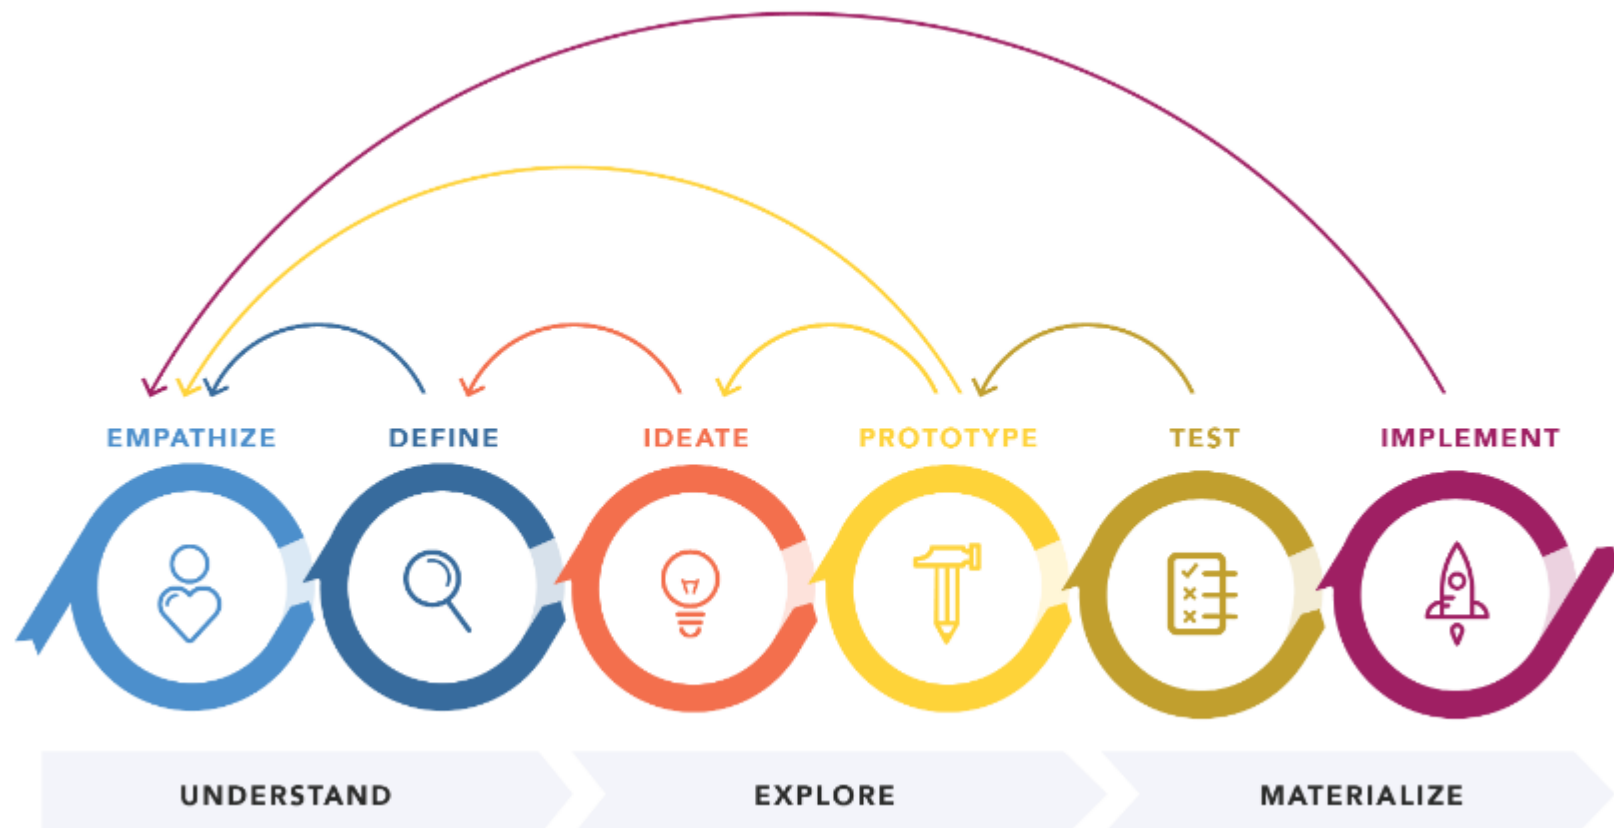 EMPATHIZE
DEFINE
IDEATE
PROTOTYPE
TEST
IMPLEMENT
UNDERSTAND
EXPLORE
MATERIALIZE